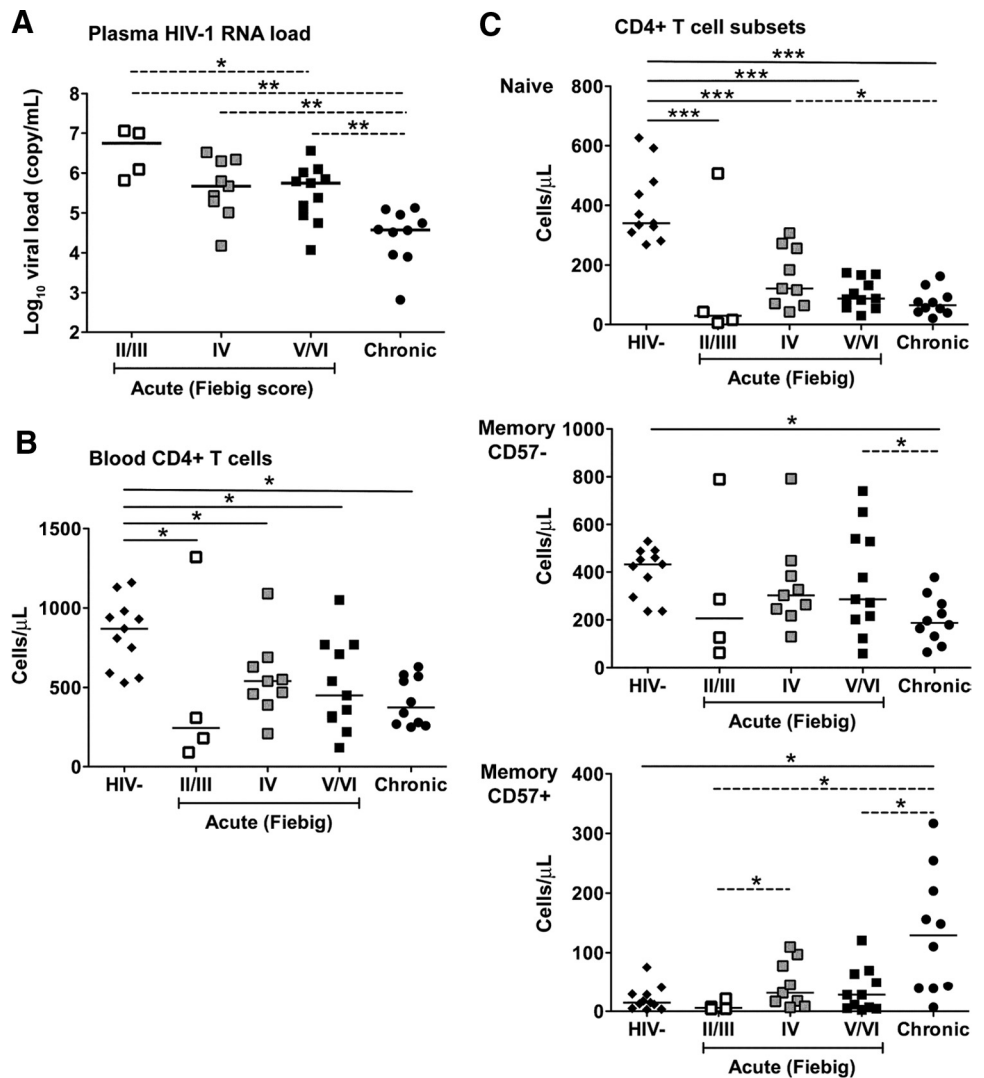 A
Plasma HIV-1 RNA load
*
**
**
**
8
7
6
5
4
3
2
Log10 viral load (copy/mL)
II/III IV V/VI Chronic
Acute (Fiebig score)
B
Blood CD4+ T cells
*
*
*
*
1500
1000
500
0
Cells/μL
HIV- II/III IV V/VI Chronic
Acute (Fiebig)
C
CD4+ T cell subsets
Naive
***
***
*** *
***
800
600
400
200
0
Cells/μL
HIV- II/IIII IV V/VI Chronic
Acute (Fiebig)
Memory
CD57-
*
*
1000
800
600
400
200
0
Cells/μL
HIV- II/III IV V/VI Chronic
Acute (Fiebig)
Memory
CD57+
*
*
*
*
400
300
200
100
0
Cells/μL
HIV- II/III IV V/VI Chronic
Acute (Fiebig)